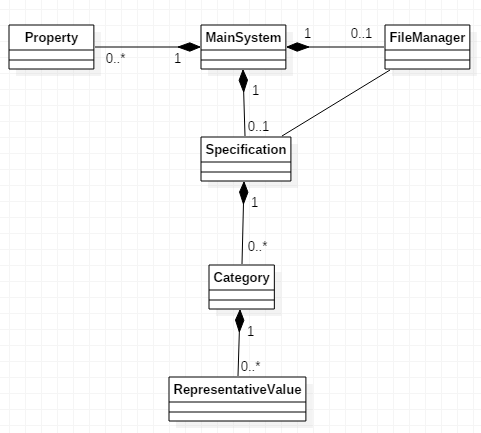 Property
MainSystem
FileManager
0..*
1
1
0..1
1
0..1
Specification
1
0..*
Category
1
0..*
RepresentativeValue